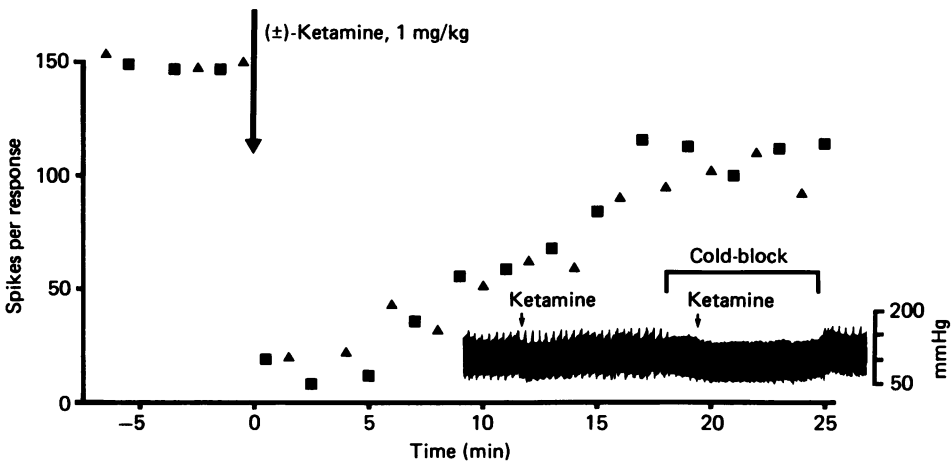 (±)-Ketamine, 1 mg/kg
150
100
50
0
Spikes per response
Cold-block
Ketamine
Ketamine
200
50
mmHg
−5
0
5
10
15
20
25
Time (min)